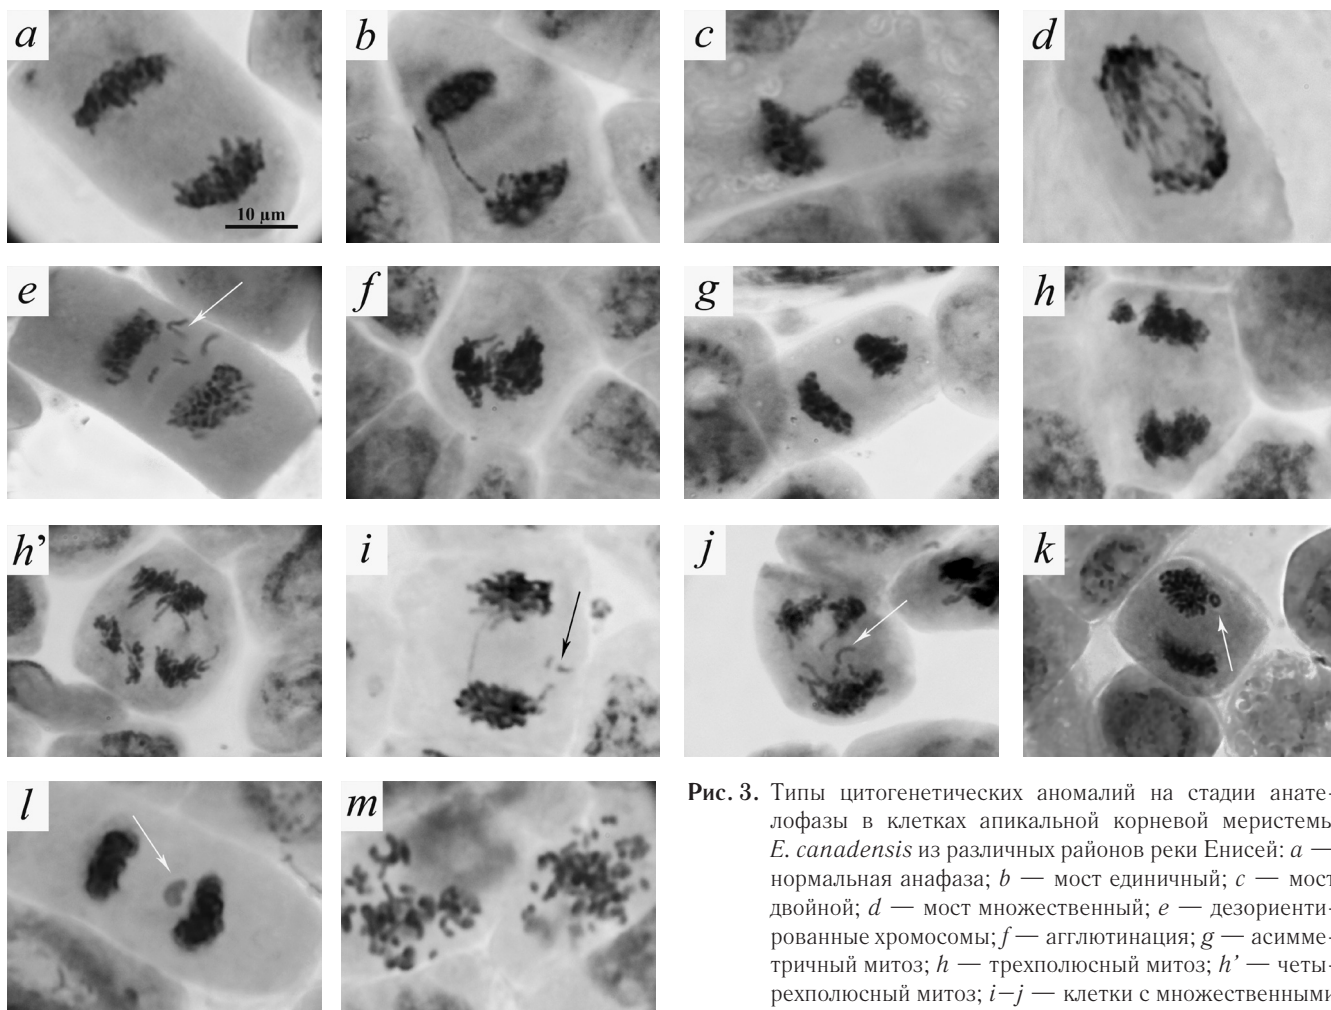 a
b
c
d
10 µm
e
f
g
h
h’
i
j
k
l
m
Рис. 3. Типы цитогенетических аномалий на стадии анате-
лофазы в клетках апикальной корневой меристемы
E. canadensis из различных районов реки Енисей: a —
нормальная анафаза; b — мост единичный; c — мост
двойной; d — мост множественный; e — дезориенти-
рованные хромосомы; f — агглютинация; g — асимме-
тричный митоз; h — трехполюсный митоз; h’ — четы-
рехполюсный митоз; i–j — клетки с множественными